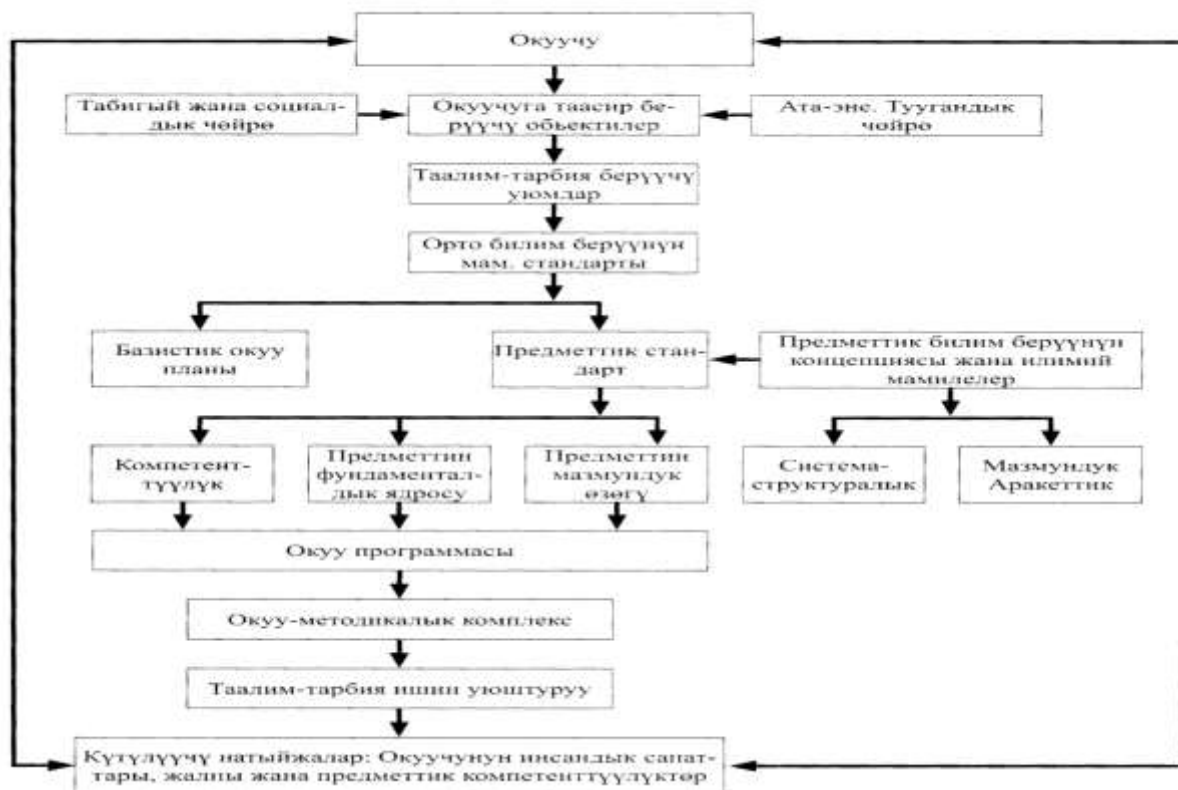 Окуучу
Табигый жана социал-
дык чөйрө
Окуучуга таасир бе-
рүүчү обьектилер
Ата-эне. Туугандык
чөйрө
Таалим-тарбия берүүчү
уюмдар
Орто билим берүүнүн
мам. стандарты
Базистик окуу
планы
Предметтик стан-
дарт
Предметтик билим берүүнүн
концепциясы жана илимий
мамилелер
Компетент-
түүлүк
Предметтин
фундаментал-
дык ядросу
Предметтин
мазмундук
өзөгү
Система-
структуралык
Мазмундук
Аракеттик
Окуу программасы
Окуу-методикалык комплекс
Таалим-тарбия ишин уюштуруу
Күтүлүүчү натыйжалар: Окуучунун инсандык сапат-
тары, жалпы жана предметтик компетенттүүлүктөр